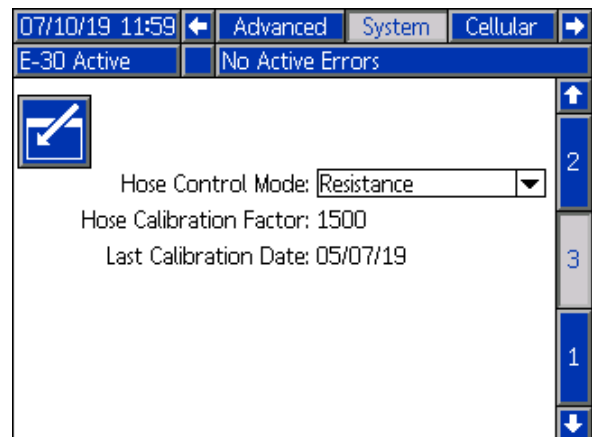 07/10/19 11:59 Advanced System Cellular
E-30 Active No Active Errors
2
Hose Control Mode: Resistance
Hose Calibration Factor: 1500
Last Calibration Date: 05/07/19
3
1